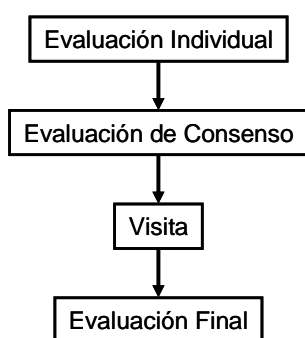 Evaluación Individual
Evaluación de Consenso
Visita
Evaluación Final